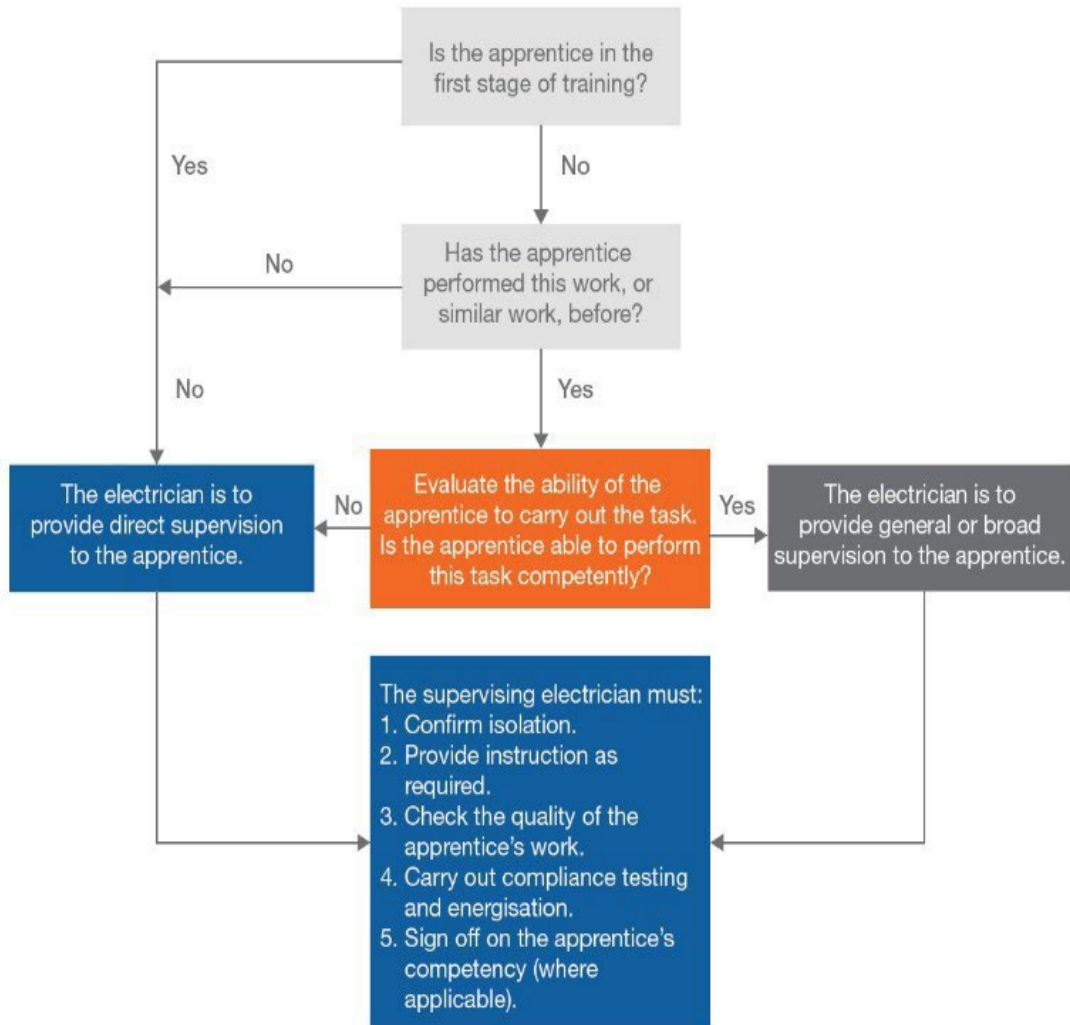 Is the apprentice in the
first stage of training?
Yes
No
Has the apprentice
performed this work, or
similar work, before?
No
No
Yes
The electrician is to
provide direct supervision
to the apprentice.
No
Evaluate the ability of the
apprentice to carry out the task.
Is the apprentice able to perform
this task competently?
Yes
The electrician is to
provide general or broad
supervision to the apprentice.
The supervising electrician must:
1. Confirm isolation.
2. Provide instruction as
required.
3. Check the quality of the
apprentice's work.
4. Carry out compliance testing
and energisation.
5. Sign off on the apprentice's
competency (where
applicable).